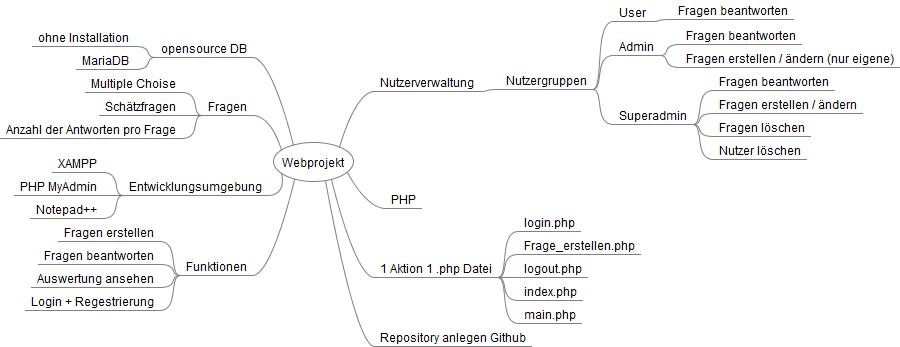 Webprojekt
opensource DB
ohne Installation
MariaDB
Fragen
Multiple Choise
Schätzfragen
Anzahl der Antworten pro Frage
Entwicklungsumgebung
XAMPP
PHP MyAdmin
Notepad++
Funktionen
Fragen erstellen
Fragen beantworten
Auswertung ansehen
Login + Regestrierung
Nutzerverwaltung
Nutzergruppen
User
Fragen beantworten
Admin
Fragen beantworten
Fragen erstellen / ändern (nur eigene)
Superadmin
Fragen beantworten
Fragen erstellen / ändern
Fragen löschen
Nutzer löschen
PHP
1 Aktion 1 .php Datei
login.php
Frage_erstellen.php
logout.php
index.php
main.php
Repository anlegen Github